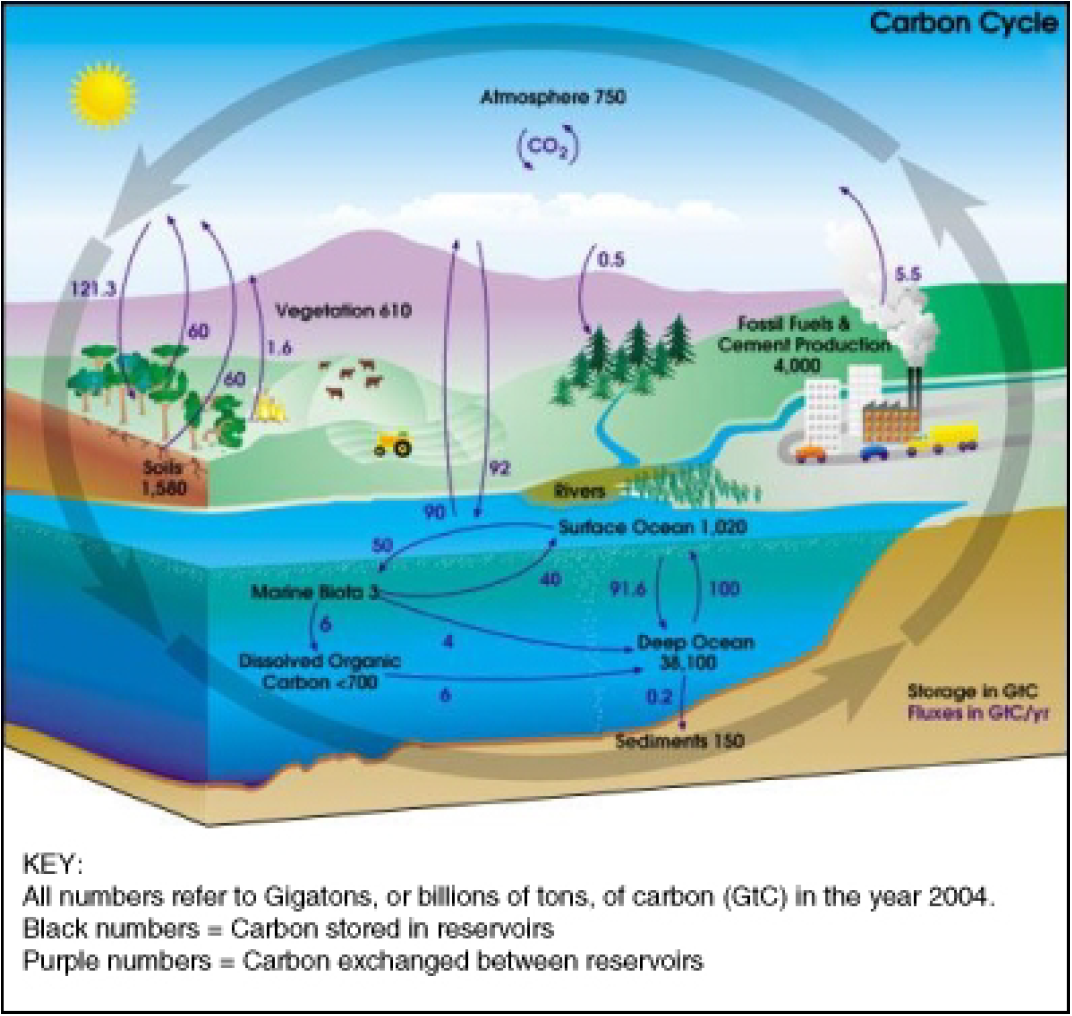 Carbon Cycle
Atmosphere 750
(CO₂)
121.3
60
60
1.6
Vegetation 610
0.5
5.5
Fossil Fuels &
Cement Production
4,000
Soils
1,580
92
90
Rivers
Surface Ocean 1,020
50
40
91.6
100
Marine Biota 3
6
4
Deep Ocean
38,100
Dissolved Organic
Carbon <700
6
0.2
Sediments 150
Storage in GtC
Fluxes in GtC/yr
KEY:
All numbers refer to Gigatons, or billions of tons, of carbon (GtC) in the year 2004.
Black numbers = Carbon stored in reservoirs
Purple numbers = Carbon exchanged between reservoirs